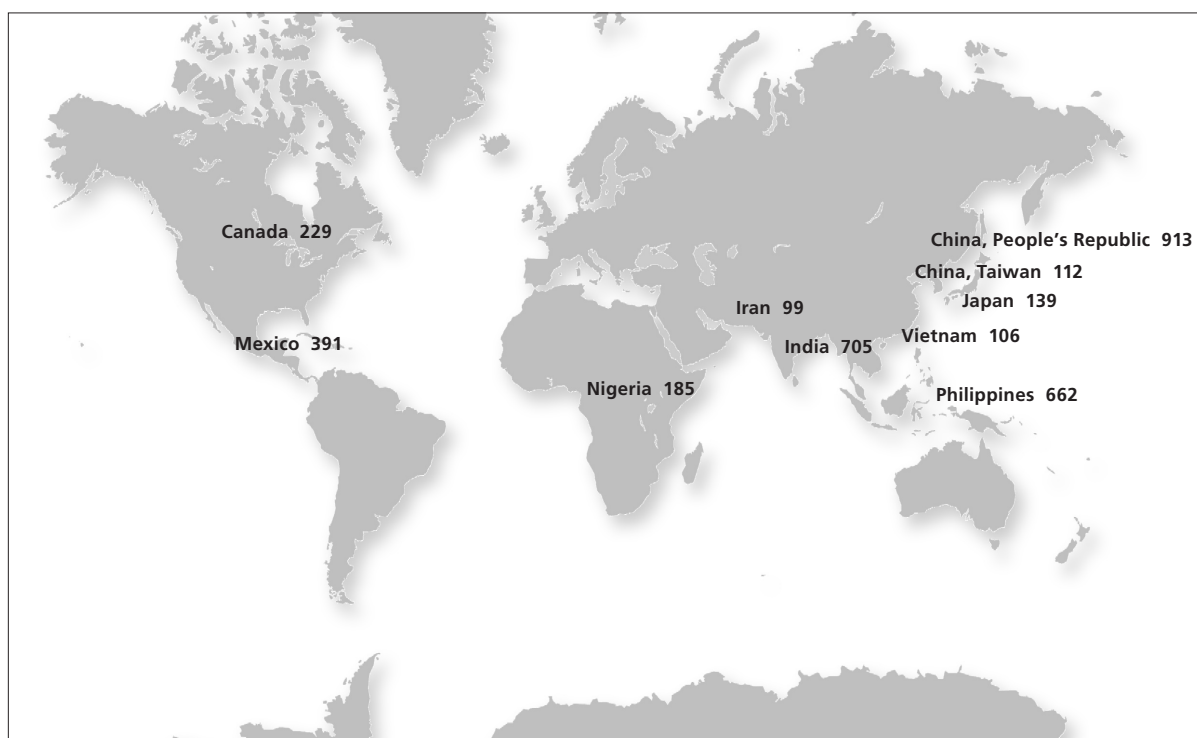 Canada 229
China, People’s Republic 913
China, Taiwan 112
Japan 139
Iran 99
Vietnam 106
Mexico 391
India 705
Nigeria 185
Philippines 662